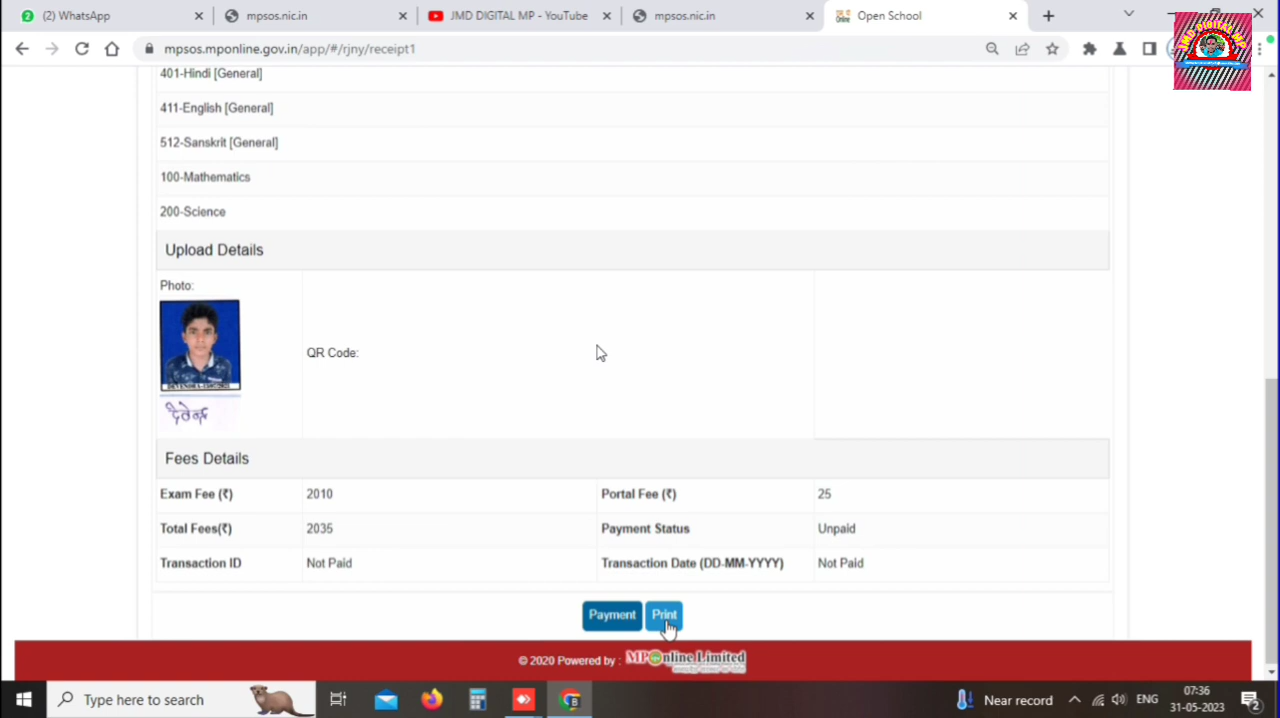 (2) WhatsApp
mpsos.nic.in
JMD DIGITAL MP - YouTube
mpsos.nic.in
Open School
mpsos.mponline.gov.in/app/#/rjny/receipt1
JMD DIGITAL MP
401-Hindi [General]
411-English [General]
512-Sanskrit [General]
100-Mathematics
200-Science
Upload Details
Photo:
QR Code:
देवेन्द्र
Fees Details
Exam Fee (₹) 2010 Portal Fee (₹) 25
Total Fees(₹) 2035 Payment Status Unpaid
Transaction ID Not Paid Transaction Date (DD-MM-YYYY) Not Paid
Payment Print
© 2020 Powered by : MPOnline Limited
Type here to search
Near record
ENG
07:36
31-05-2023
2